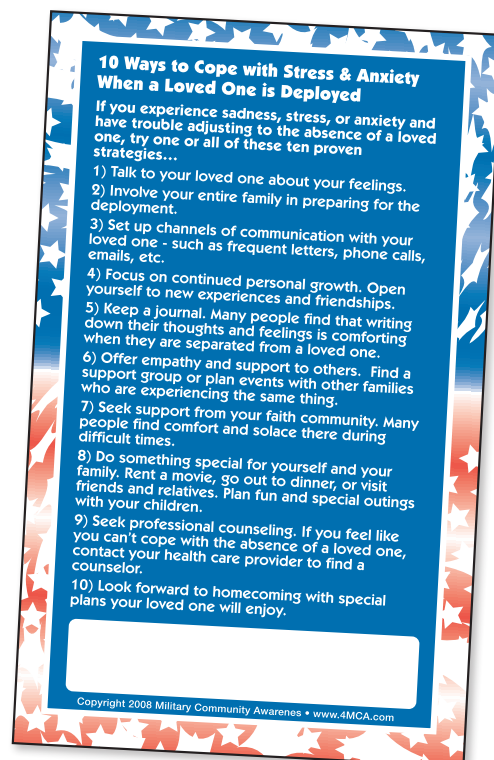 10 Ways to Cope with Stress & Anxiety
When a Loved One is Deployed
If you experience sadness, stress, or anxiety and
have trouble adjusting to the absence of a loved
one, try one or all of these ten proven
strategies...
1) Talk to your loved one about your feelings.
2) Involve your entire family in preparing for the
deployment.
3) Set up channels of communication with your
loved one - such as frequent letters, phone calls,
emails, etc.
4) Focus on continued personal growth. Open
yourself to new experiences and friendships.
5) Keep a journal. Many people find that writing
down their thoughts and feelings is comforting
when they are separated from a loved one.
6) Offer empathy and support to others.  Find a
support group or plan events with other families
who are experiencing the same thing.
7) Seek support from your faith community. Many
people find comfort and solace there during
difficult times.
8) Do something special for yourself and your
family. Rent a movie, go out to dinner, or visit
friends and relatives. Plan fun and special outings
with your children.
9) Seek professional counseling. If you feel like
you can't cope with the absence of a loved one,
contact your health care provider to find a
counselor.
10) Look forward to homecoming with special
plans your loved one will enjoy.
Copyright 2008 Military Community Awarenes • www.4MCA.com